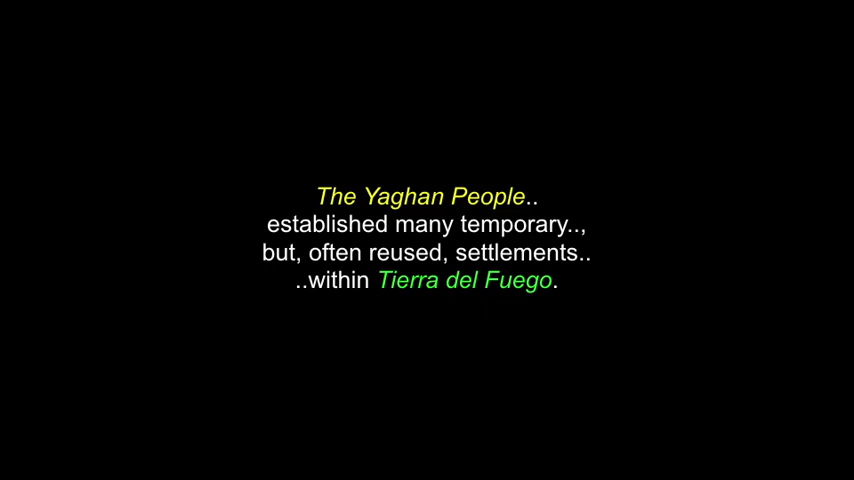 The Yaghan People..
established many temporary..,
but, often reused, settlements..
..within Tierra del Fuego.